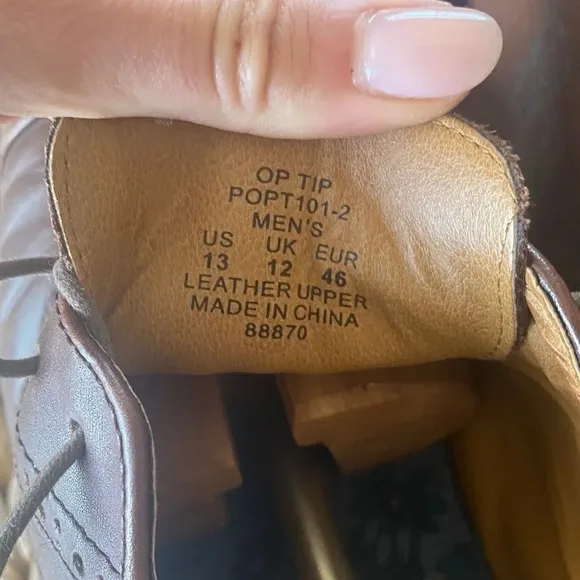 OP TIP
POPT101-2
MEN'S
US UK EUR
13 12 46
LEATHER UPPER
MADE IN CHINA
88870